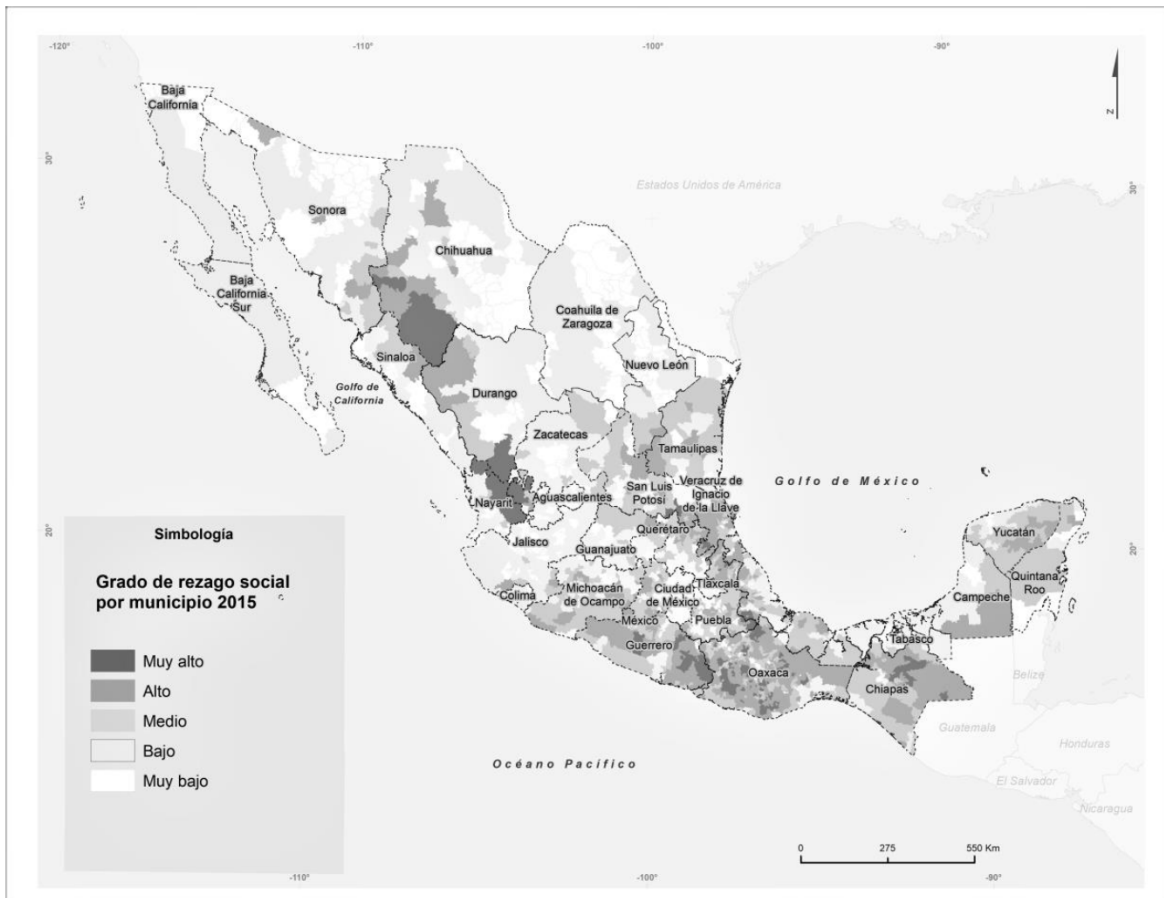 -120°
-110°
-100°
-90°
N
30°
30°
20°
20°
Baja
California
Sonora
Chihuahua
Estados Unidos de América
Baja
California
Sur
Coahuila de
Zaragoza
Nuevo León
Sinaloa
Golfo de
California
Durango
Zacatecas
Tamaulipas
Nayarit
Aguascalientes
San Luis
Potosí
Veracruz de
Ignacio
de la Llave
Golfo de México
Querétaro
Jalisco
Guanajuato
Yucatán
Quintana
Roo
Campeche
Colima
Michoacán
de Ocampo
Ciudad
de México
Tlaxcala
México
Puebla
Tabasco
Guerrero
Oaxaca
Chiapas
Belize
Guatemala
Honduras
El Salvador
Nicaragua
Océano Pacífico
Simbología
Grado de rezago social
por municipio 2015
Muy alto
Alto
Medio
Bajo
Muy bajo
0 275 550 Km
-110°
-100°
-90°